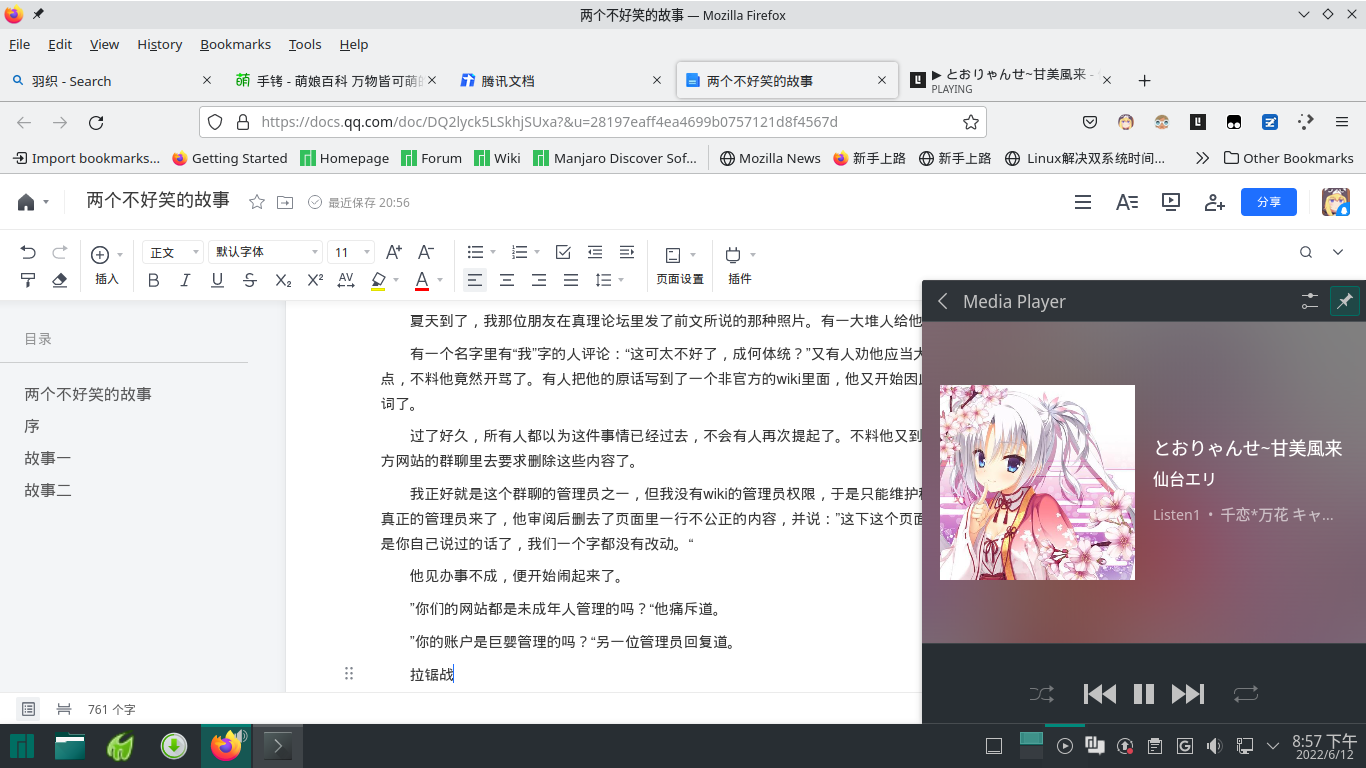 两个不好笑的故事 — Mozilla Firefox
File Edit View History Bookmarks Tools Help
羽织 - Search
手铐 - 萌娘百科 万物皆可萌的
腾讯文档
两个不好笑的故事
▶ とおりゃんせ~甘美風来 -
PLAYING
https://docs.qq.com/doc/DQ2lyck5LSkhjSUxa?&u=28197eaff4ea4699b0757121d8f4567d
Import bookmarks... Getting Started Homepage Forum Wiki Manjaro Discover Sof... Mozilla News 新手上路 新手上路 Linux解决双系统时间... Other Bookmarks
两个不好笑的故事 最近保存 20:56
分享
插入 正文 默认字体 11
页面设置 插件
目录
两个不好笑的故事
序
故事一
故事二
夏天到了，我那位朋友在真理论坛里发了前文所说的那种照片。有一大堆人给他
有一个名字里有“我”字的人评论：“这可太不好了，成何体统？”又有人劝他应当大
点，不料他竟然开骂了。有人把他的原话写到了一个非官方的wiki里面，他又开始因此
词了。
过了好久，所有人都以为这件事情已经过去，不会有人再次提起了。不料他又到
方网站的群聊里去要求删除这些内容了。
我正好就是这个群聊的管理员之一，但我没有wiki的管理员权限，于是只能维护秩
真正的管理员来了，他审阅后删去了页面里一行不公正的内容，并说：”这下这个页面
是你自己说过的话了，我们一个字都没有改动。“
他见办事不成，便开始闹起来了。
”你们的网站都是未成年人管理的吗？“他痛斥道。
”你的账户是巨婴管理的吗？“另一位管理员回复道。
拉锯战
761 个字
Media Player
とおりゃんせ~甘美風来
仙台エリ
Listen1 • 千恋*万花 キャ...
8:57 下午
2022/6/12